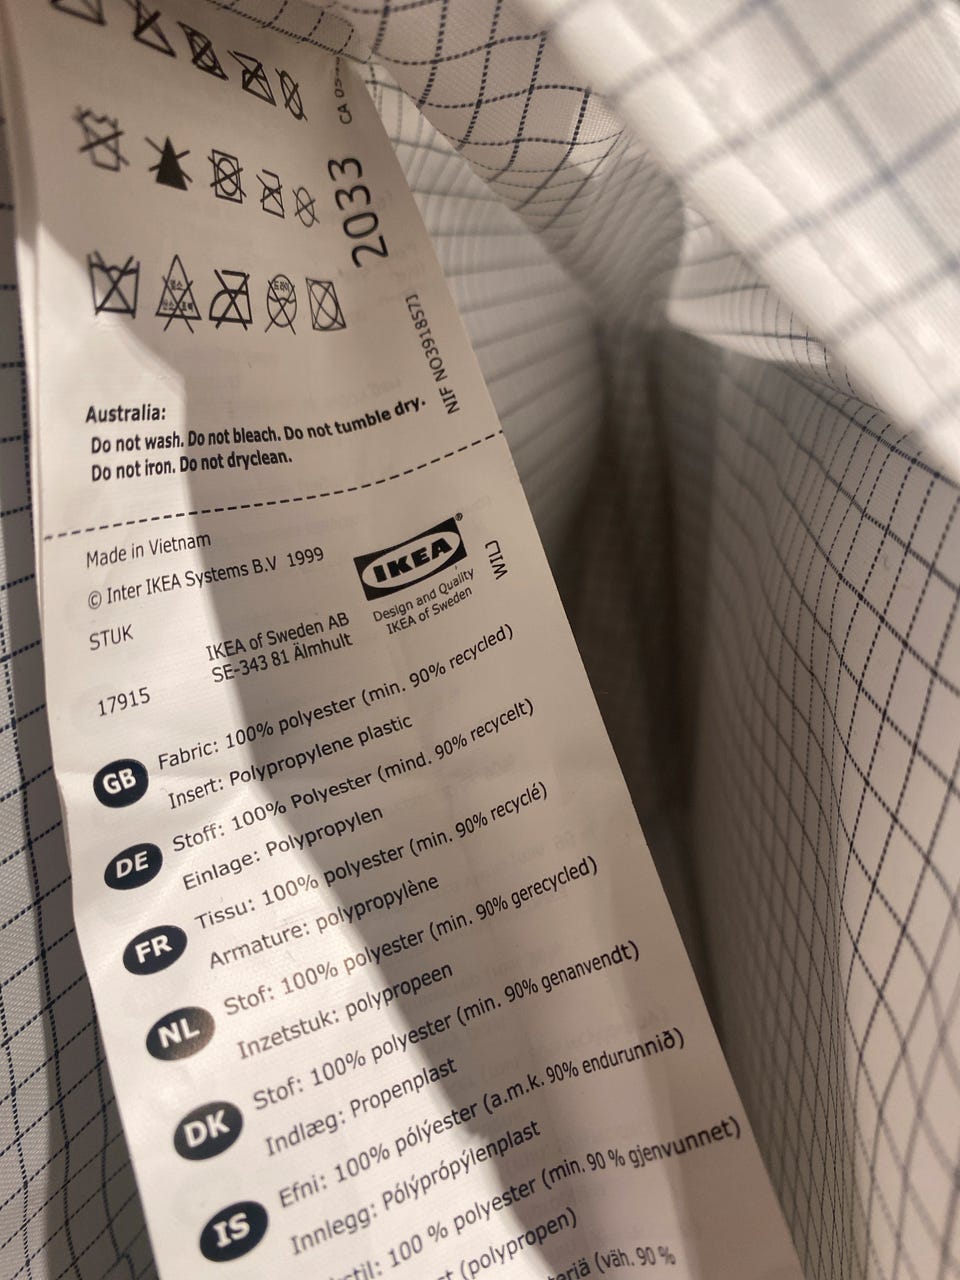 CA
2033
NIF NO3918571
Australia:
Do not wash. Do not bleach. Do not tumble dry.
Do not iron. Do not dryclean.
Made in Vietnam
© Inter IKEA Systems B.V 1999
IKEA®
Design and Quality
IKEA of Sweden
WILJ
STUK
IKEA of Sweden AB
SE-343 81 Älmhult
17915
GB Fabric: 100% polyester (min. 90% recycled)
Insert: Polypropylene plastic
DE Stoff: 100% Polyester (mind. 90% recycelt)
Einlage: Polypropylen
FR Tissu: 100% polyester (min. 90% recyclé)
Armature: polypropylène
NL Stof: 100% polyester (min. 90% gerecycled)
Inzetstuk: polypropeen
DK Stof: 100% polyester (min. 90% genanvendt)
Indlæg: Propenplast
IS Efni: 100% pólýester (a.m.k. 90% endurunnið)
Innlegg: Pólýprópýlenplast
100 % polyester (min. 90 % gjenvunnet)
(polypropen)
(väh. 90 %